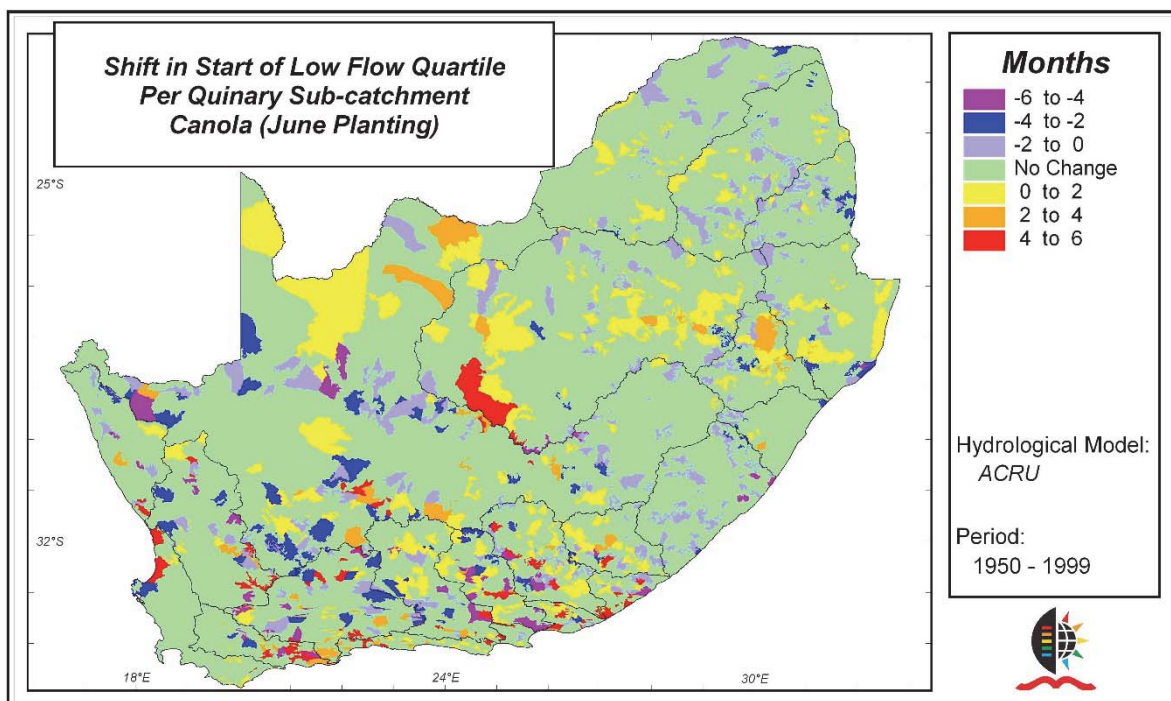 Shift in Start of Low Flow Quartile
Per Quinary Sub-catchment
Canola (June Planting)
25°S
32°S
18°E
24°E
30°E
Months
-6 to -4
-4 to -2
-2 to 0
No Change
0 to 2
2 to 4
4 to 6
Hydrological Model:
ACRU
Period:
1950 - 1999